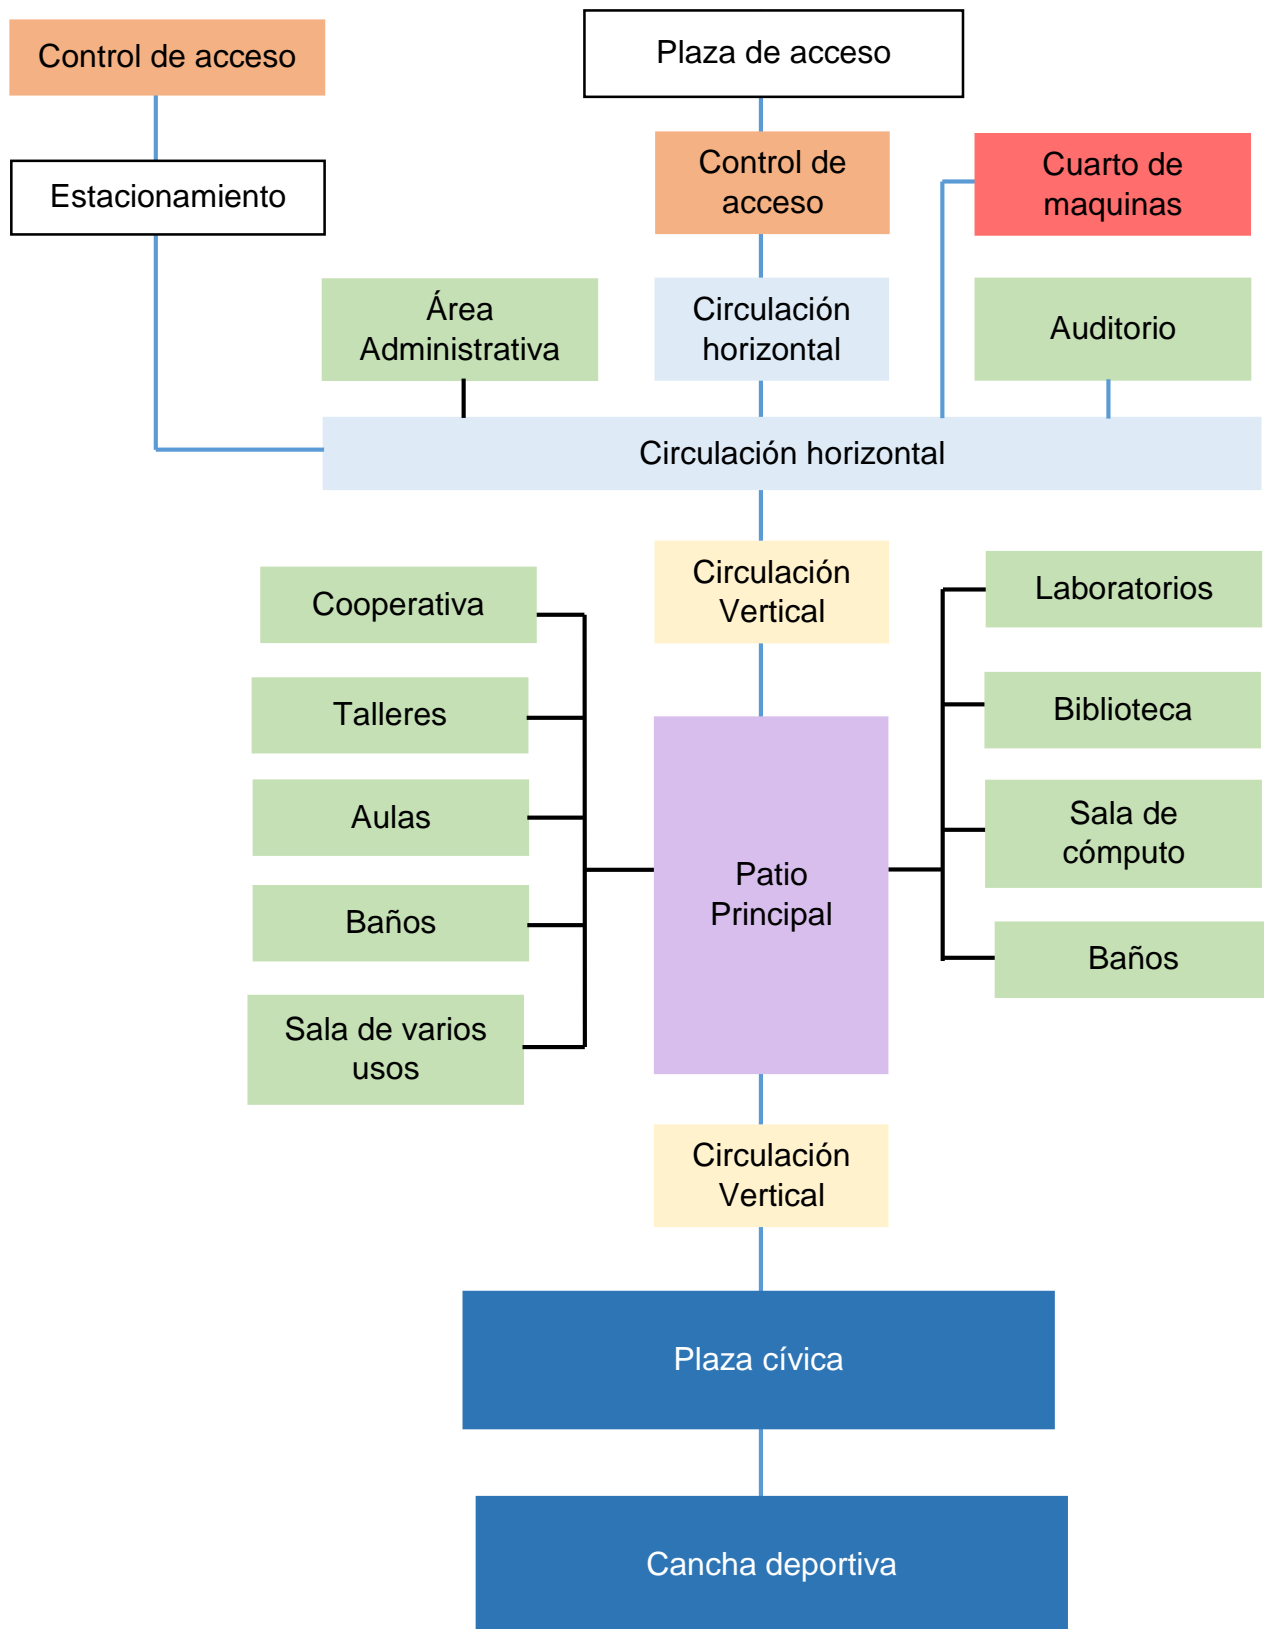 Control de acceso
Plaza de acceso
Control de
acceso
Cuarto de
maquinas
Estacionamiento
Área
Administrativa
Circulación
horizontal
Auditorio
Circulación horizontal
Circulación
Vertical
Cooperativa
Talleres
Aulas
Baños
Sala de varios
usos
Patio
Principal
Laboratorios
Biblioteca
Sala de
cómputo
Baños
Circulación
Vertical
Plaza cívica
Cancha deportiva